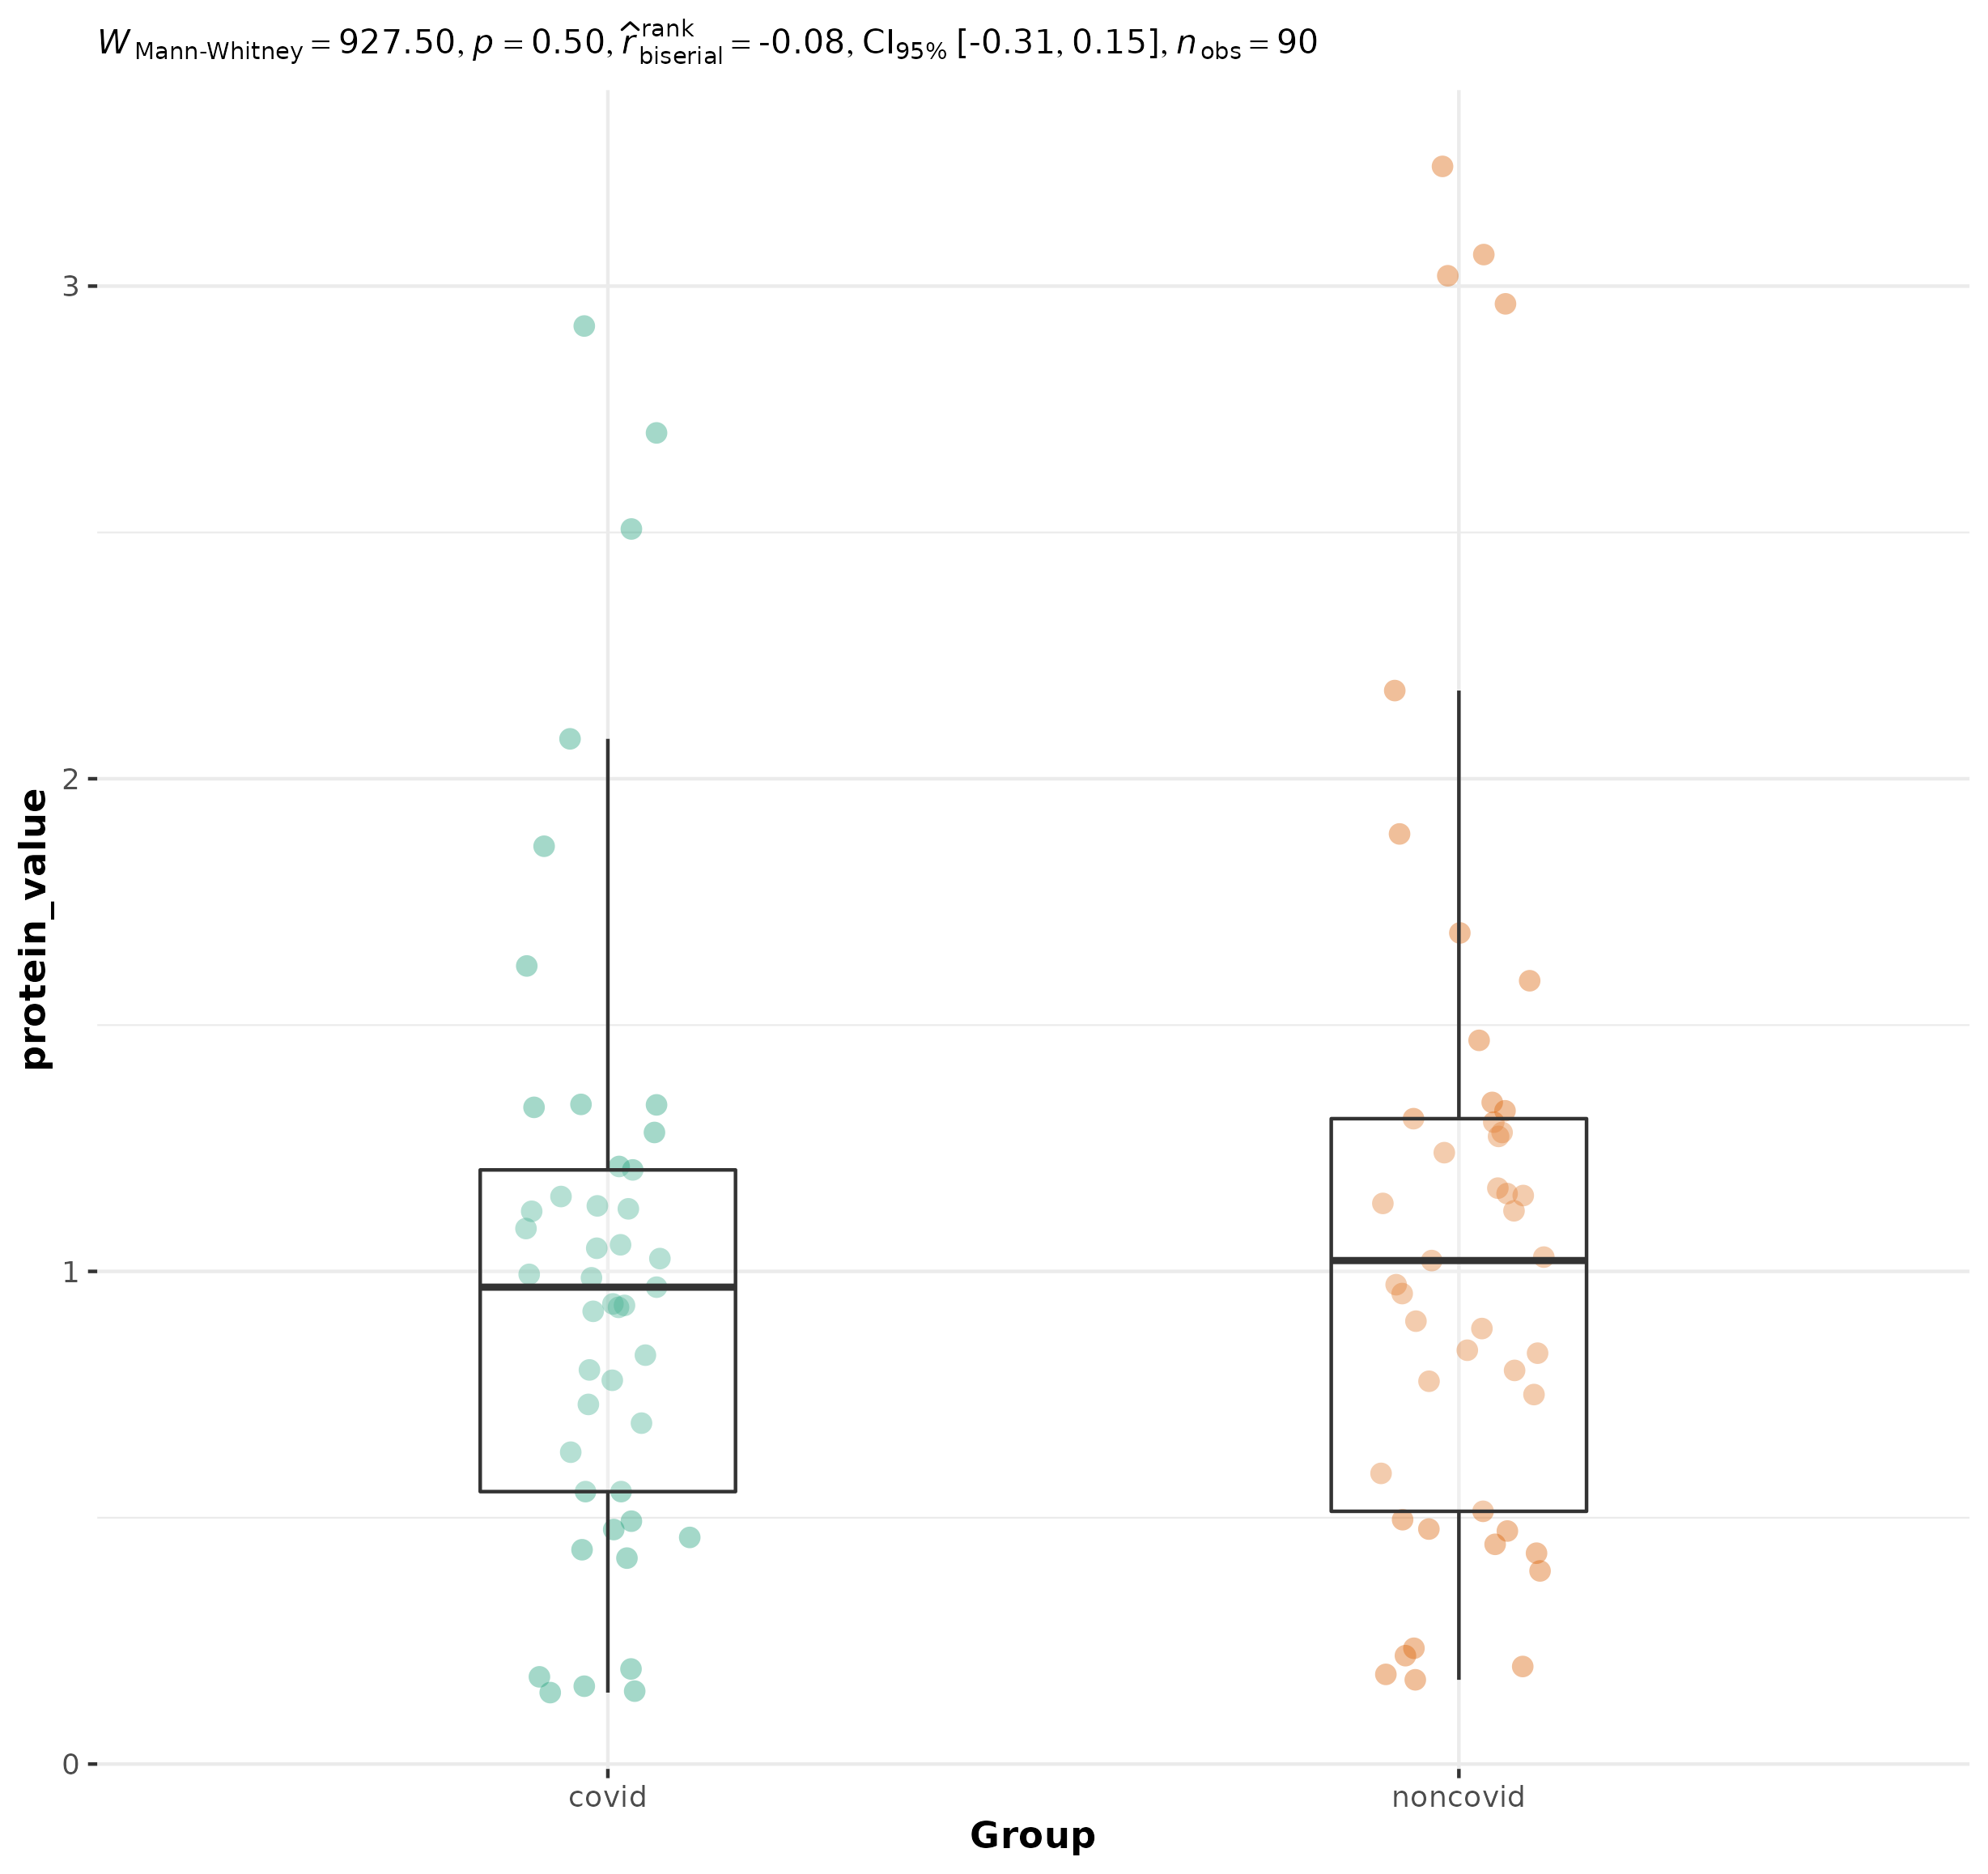 W Mann-Whitney = 927.50, p = 0.50, r̂ rank biserial = -0.08, CI95% [-0.31, 0.15], n obs = 90
3
2
1
0
protein_value
covid noncovid
Group